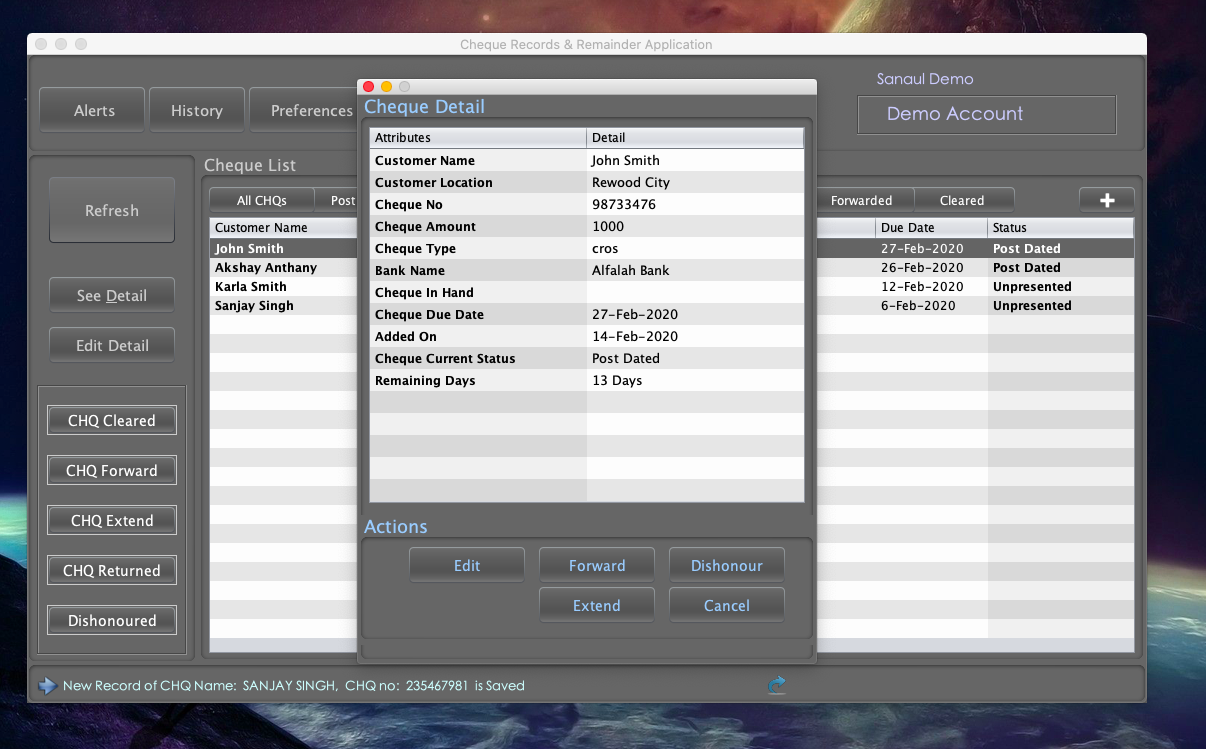 Cheque Records & Remainder Application
Alerts
History
Preferences
Sanaul Demo
Demo Account
Refresh
See Detail
Edit Detail
CHQ Cleared
CHQ Forward
CHQ Extend
CHQ Returned
Dishonoured
Cheque List
All CHQs
Post
Forwarded
Cleared
Customer Name Due Date Status
John Smith 27-Feb-2020 Post Dated
Akshay Anthany 26-Feb-2020 Post Dated
Karla Smith 12-Feb-2020 Unpresented
Sanjay Singh 6-Feb-2020 Unpresented
Cheque Detail
Attributes Detail
Customer Name John Smith
Customer Location Rewood City
Cheque No 98733476
Cheque Amount 1000
Cheque Type cros
Bank Name Alfalah Bank
Cheque In Hand
Cheque Due Date 27-Feb-2020
Added On 14-Feb-2020
Cheque Current Status Post Dated
Remaining Days 13 Days
Actions
Edit Forward Dishonour
Extend Cancel
New Record of CHQ Name: SANJAY SINGH, CHQ no: 235467981 is Saved